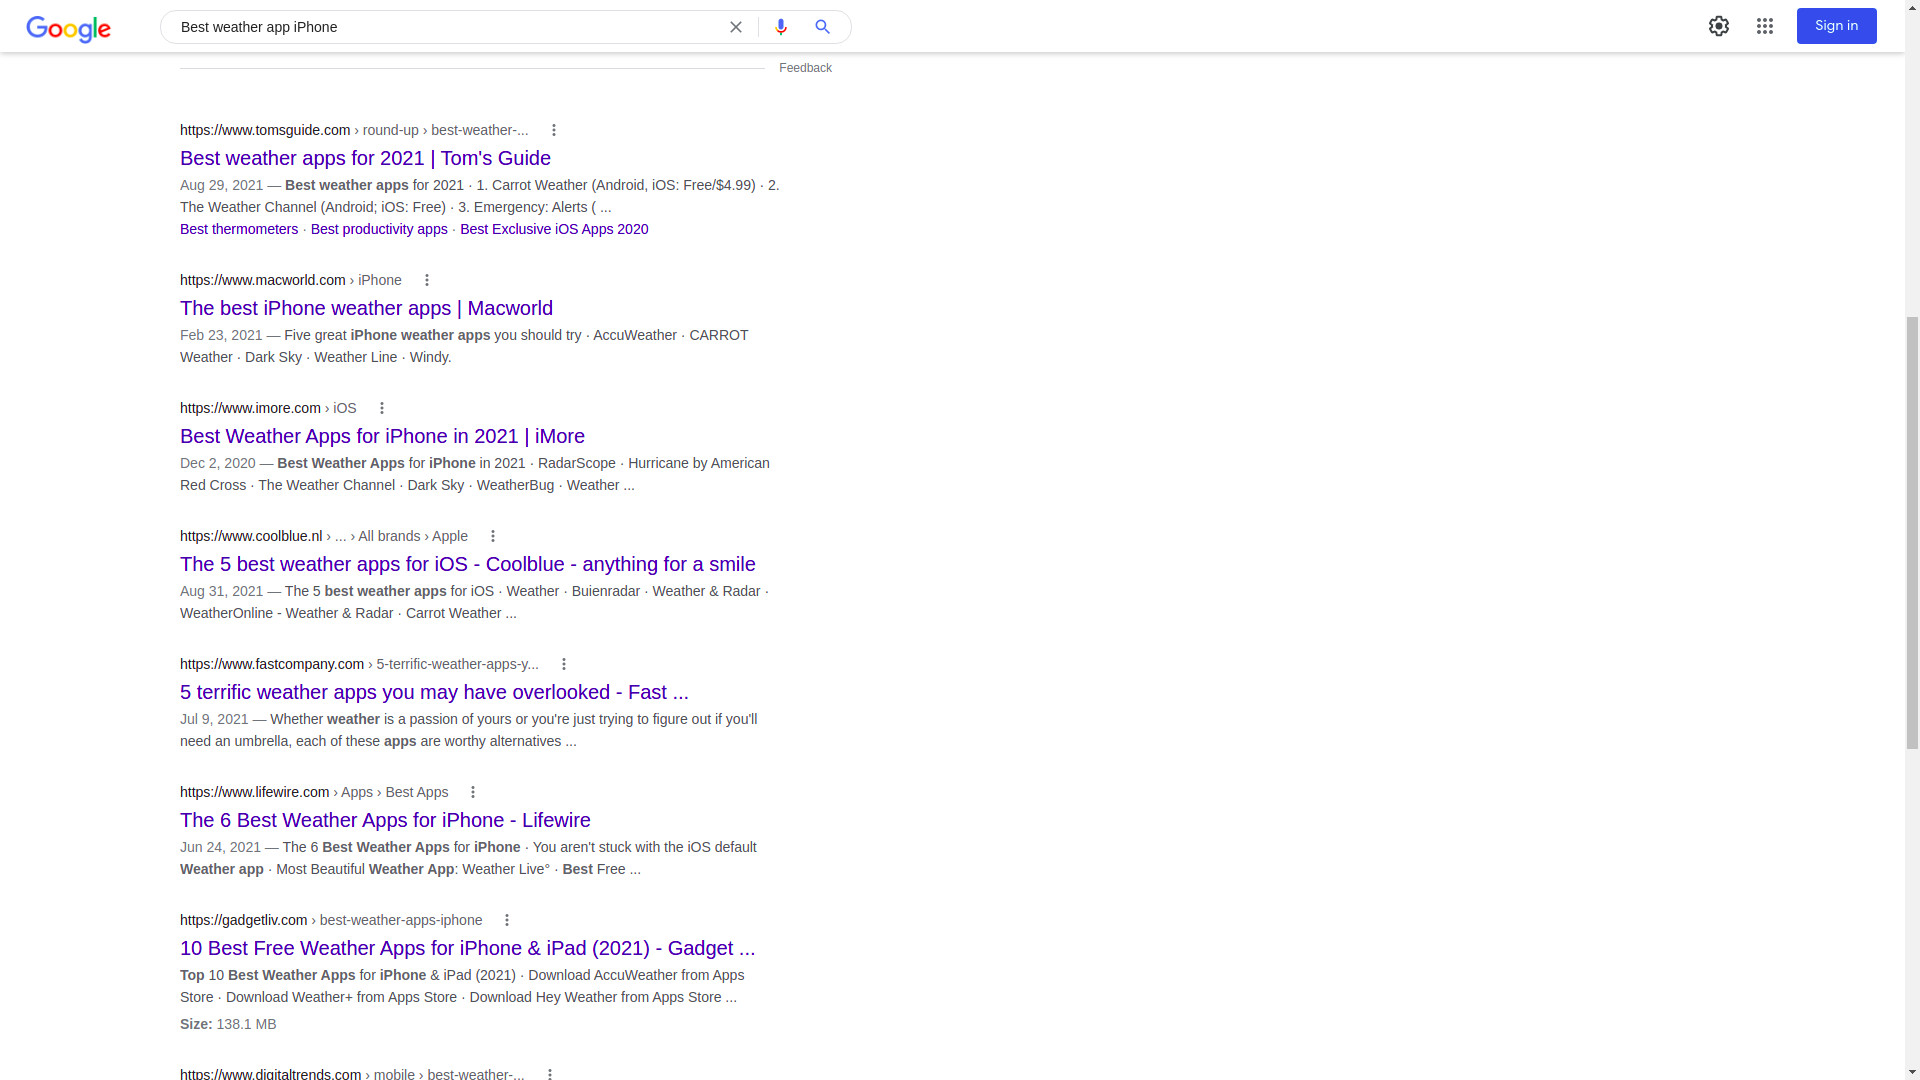 Google
Best weather app iPhone
Sign in
Feedback
https://www.tomsguide.com › round-up › best-weather-...
Best weather apps for 2021 | Tom's Guide
Aug 29, 2021 — Best weather apps for 2021 · 1. Carrot Weather (Android, iOS: Free/$4.99) · 2.
The Weather Channel (Android; iOS: Free) · 3. Emergency: Alerts ( ...
Best thermometers · Best productivity apps · Best Exclusive iOS Apps 2020
https://www.macworld.com › iPhone
The best iPhone weather apps | Macworld
Feb 23, 2021 — Five great iPhone weather apps you should try · AccuWeather · CARROT
Weather · Dark Sky · Weather Line · Windy.
https://www.imore.com › iOS
Best Weather Apps for iPhone in 2021 | iMore
Dec 2, 2020 — Best Weather Apps for iPhone in 2021 · RadarScope · Hurricane by American
Red Cross · The Weather Channel · Dark Sky · WeatherBug · Weather ...
https://www.coolblue.nl › ... › All brands › Apple
The 5 best weather apps for iOS - Coolblue - anything for a smile
Aug 31, 2021 — The 5 best weather apps for iOS · Weather · Buienradar · Weather & Radar ·
WeatherOnline - Weather & Radar · Carrot Weather ...
https://www.fastcompany.com › 5-terrific-weather-apps-y...
5 terrific weather apps you may have overlooked - Fast ...
Jul 9, 2021 — Whether weather is a passion of yours or you're just trying to figure out if you'll
need an umbrella, each of these apps are worthy alternatives ...
https://www.lifewire.com › Apps › Best Apps
The 6 Best Weather Apps for iPhone - Lifewire
Jun 24, 2021 — The 6 Best Weather Apps for iPhone · You aren't stuck with the iOS default
Weather app · Most Beautiful Weather App: Weather Live° · Best Free ...
https://gadgetliv.com › best-weather-apps-iphone
10 Best Free Weather Apps for iPhone & iPad (2021) - Gadget ...
Top 10 Best Weather Apps for iPhone & iPad (2021) · Download AccuWeather from Apps
Store · Download Weather+ from Apps Store · Download Hey Weather from Apps Store ...
Size: 138.1 MB
https://www.digitaltrends.com › mobile › best-weather-...